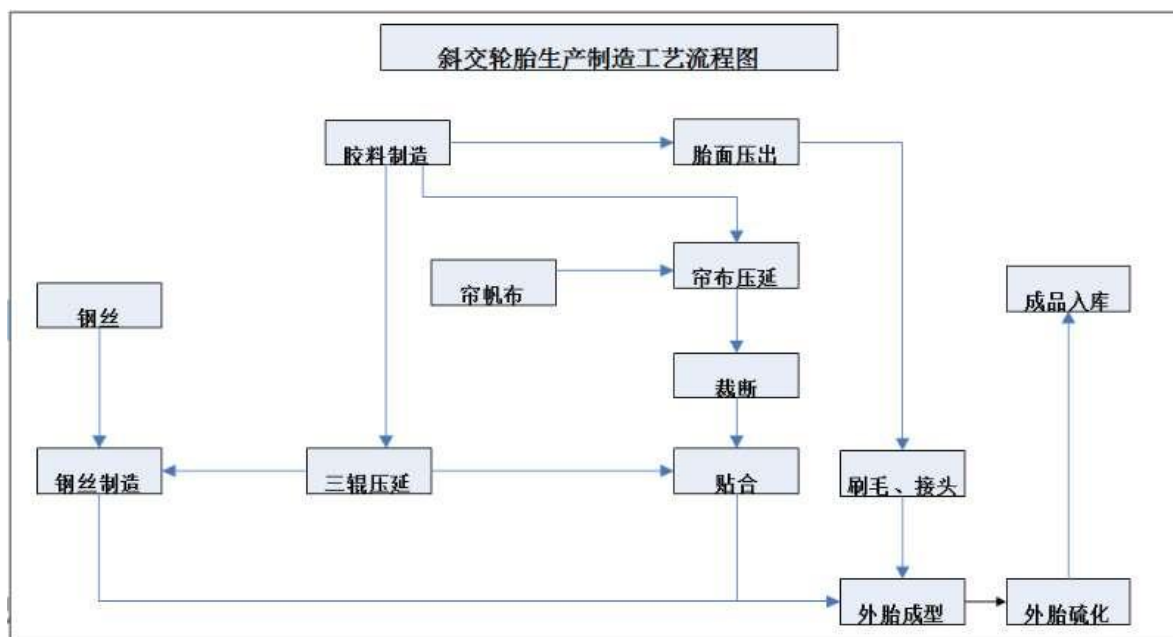 斜交轮胎生产制造工艺流程图
胶料制造
胎面压出
帘帆布
帘布压延
钢丝
成品入库
裁断
钢丝制造
三辊压延
贴合
刷毛、接头
外胎成型
外胎硫化